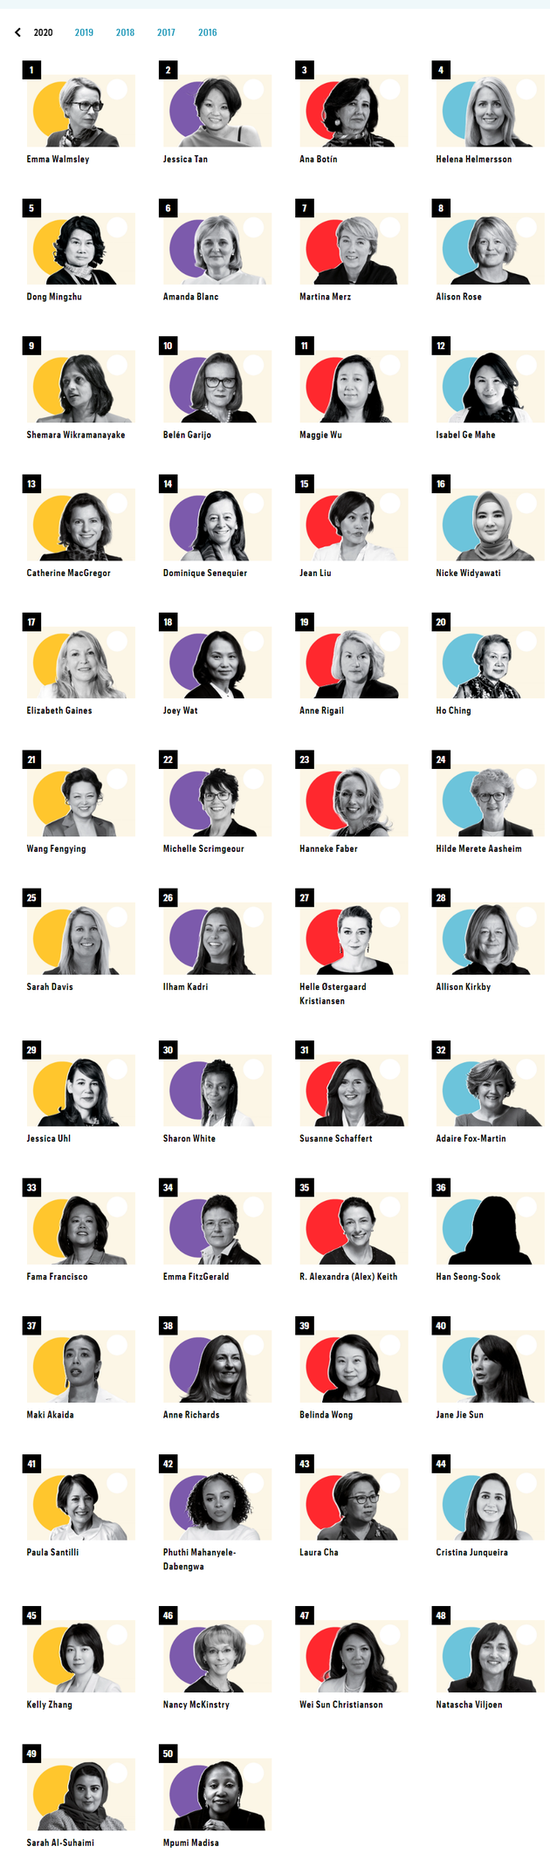 2020 2019 2018 2017 2016
1 2 3 4
Emma Walmsley Jessica Tan Ana Botín Helena Helmersson
5 6 7 8
Dong Mingzhu Amanda Blanc Martina Merz Alison Rose
9 10 11 12
Shemara Wikramanayake Belén Garijo Maggie Wu Isabel Ge Mahe
13 14 15 16
Catherine MacGregor Dominique Senequier Jean Liu Nicke Widyawati
17 18 19 20
Elizabeth Gaines Joey Wat Anne Rigail Ho Ching
21 22 23 24
Wang Fengying Michelle Scrimgeour Hanneke Faber Hilde Merete Aasheim
25 26 27 28
Sarah Davis Ilham Kadri Helle Østergaard Allison Kirkby
Kristiansen
29 30 31 32
Jessica Uhl Sharon White Susanne Schaffert Adaire Fox-Martin
33 34 35 36
Fama Francisco Emma FitzGerald R. Alexandra (Alex) Keith Han Seong-Sook
37 38 39 40
Maki Akaida Anne Richards Belinda Wong Jane Jie Sun
41 42 43 44
Paula Santilli Phuthi Mahanyele- Laura Cha Cristina Junqueira
Dabengwa
45 46 47 48
Kelly Zhang Nancy McKinstry Wei Sun Christianson Natascha Viljoen
49 50
Sarah Al-Suhaimi Mpumi Madisa